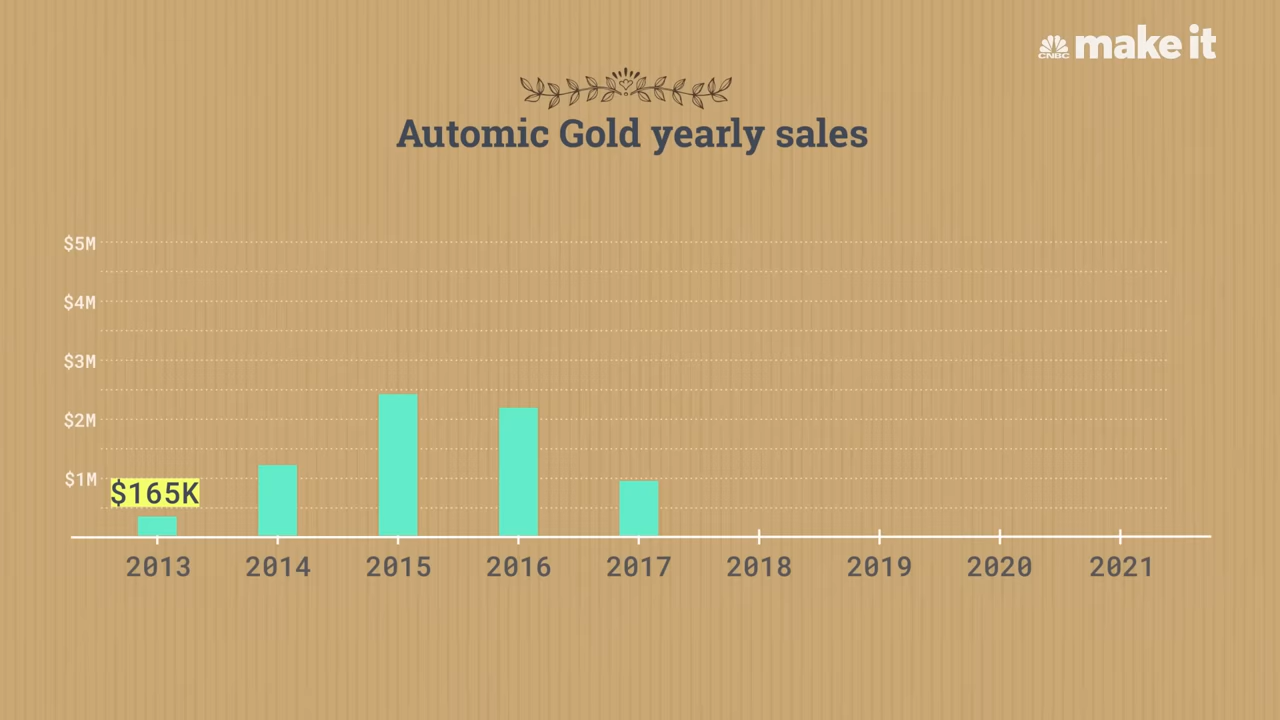 CNBC make it
Automic Gold yearly sales
$5M
$4M
$3M
$2M
$1M
$165K
2013 2014 2015 2016 2017 2018 2019 2020 2021